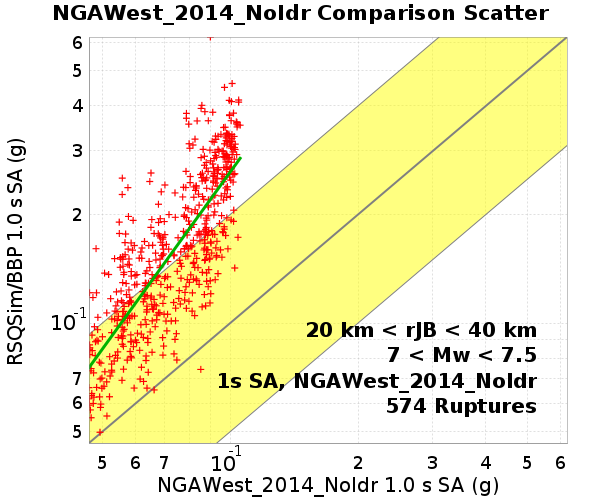 NGAWest_2014_NoIdr Comparison Scatter
RSQSim/BBP 1.0 s SA (g)
6
5
4
3
2
10^-1
7
6
5
20 km < rJB < 40 km
7 < Mw < 7.5
1s SA, NGAWest_2014_NoIdr
574 Ruptures
5 6 7 10^-1 2 3 4 5 6
NGAWest_2014_NoIdr 1.0 s SA (g)